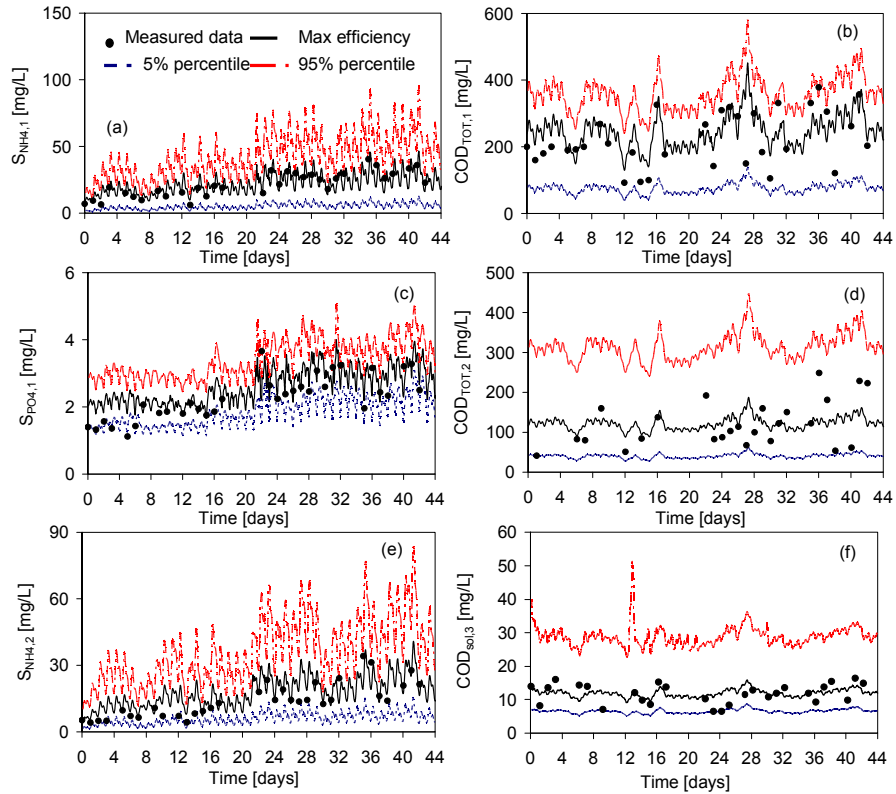 150
100
50
0
S_NH4,1 [mg/L]
Measured data
Max efficiency
5% percentile
95% percentile
(a)
0 4 8 12 16 20 24 28 32 36 40 44
Time [days]
600
400
200
0
COD_TOT,1 [mg/L]
(b)
0 4 8 12 16 20 24 28 32 36 40 44
Time [days]
6
4
2
0
S_PO4,1 [mg/L]
(c)
0 4 8 12 16 20 24 28 32 36 40 44
Time [days]
500
400
300
200
100
0
COD_TOT,2 [mg/L]
(d)
0 4 8 12 16 20 24 28 32 36 40 44
Time [days]
90
60
30
0
S_NH4,2 [mg/L]
(e)
0 4 8 12 16 20 24 28 32 36 40 44
Time [days]
60
50
40
30
20
10
0
COD_sol,3 [mg/L]
(f)
0 4 8 12 16 20 24 28 32 36 40 44
Time [days]